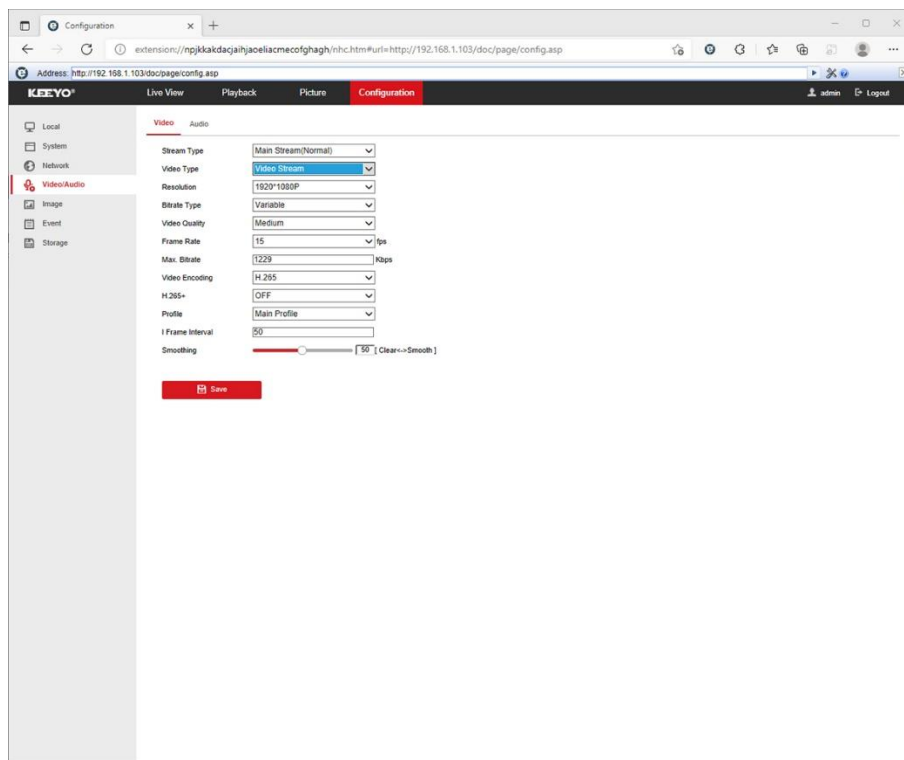 Configuration
extension://npjkkakdacjaihjaoeliacmecofghagh/nhc.htm#url=http://192.168.1.103/doc/page/config.asp
Address: http://192.168.1.103/doc/page/config.asp
KEEYO® Live View Playback Picture Configuration admin Logout
Local
System
Network
Video/Audio
Image
Event
Storage
Video Audio
Stream Type Main Stream(Normal)
Video Type Video Stream
Resolution 1920*1080P
Bitrate Type Variable
Video Quality Medium
Frame Rate 15 fps
Max. Bitrate 1229 Kbps
Video Encoding H.265
H.265+ OFF
Profile Main Profile
I Frame Interval 50
Smoothing 50 [ Clear<->Smooth ]
Save